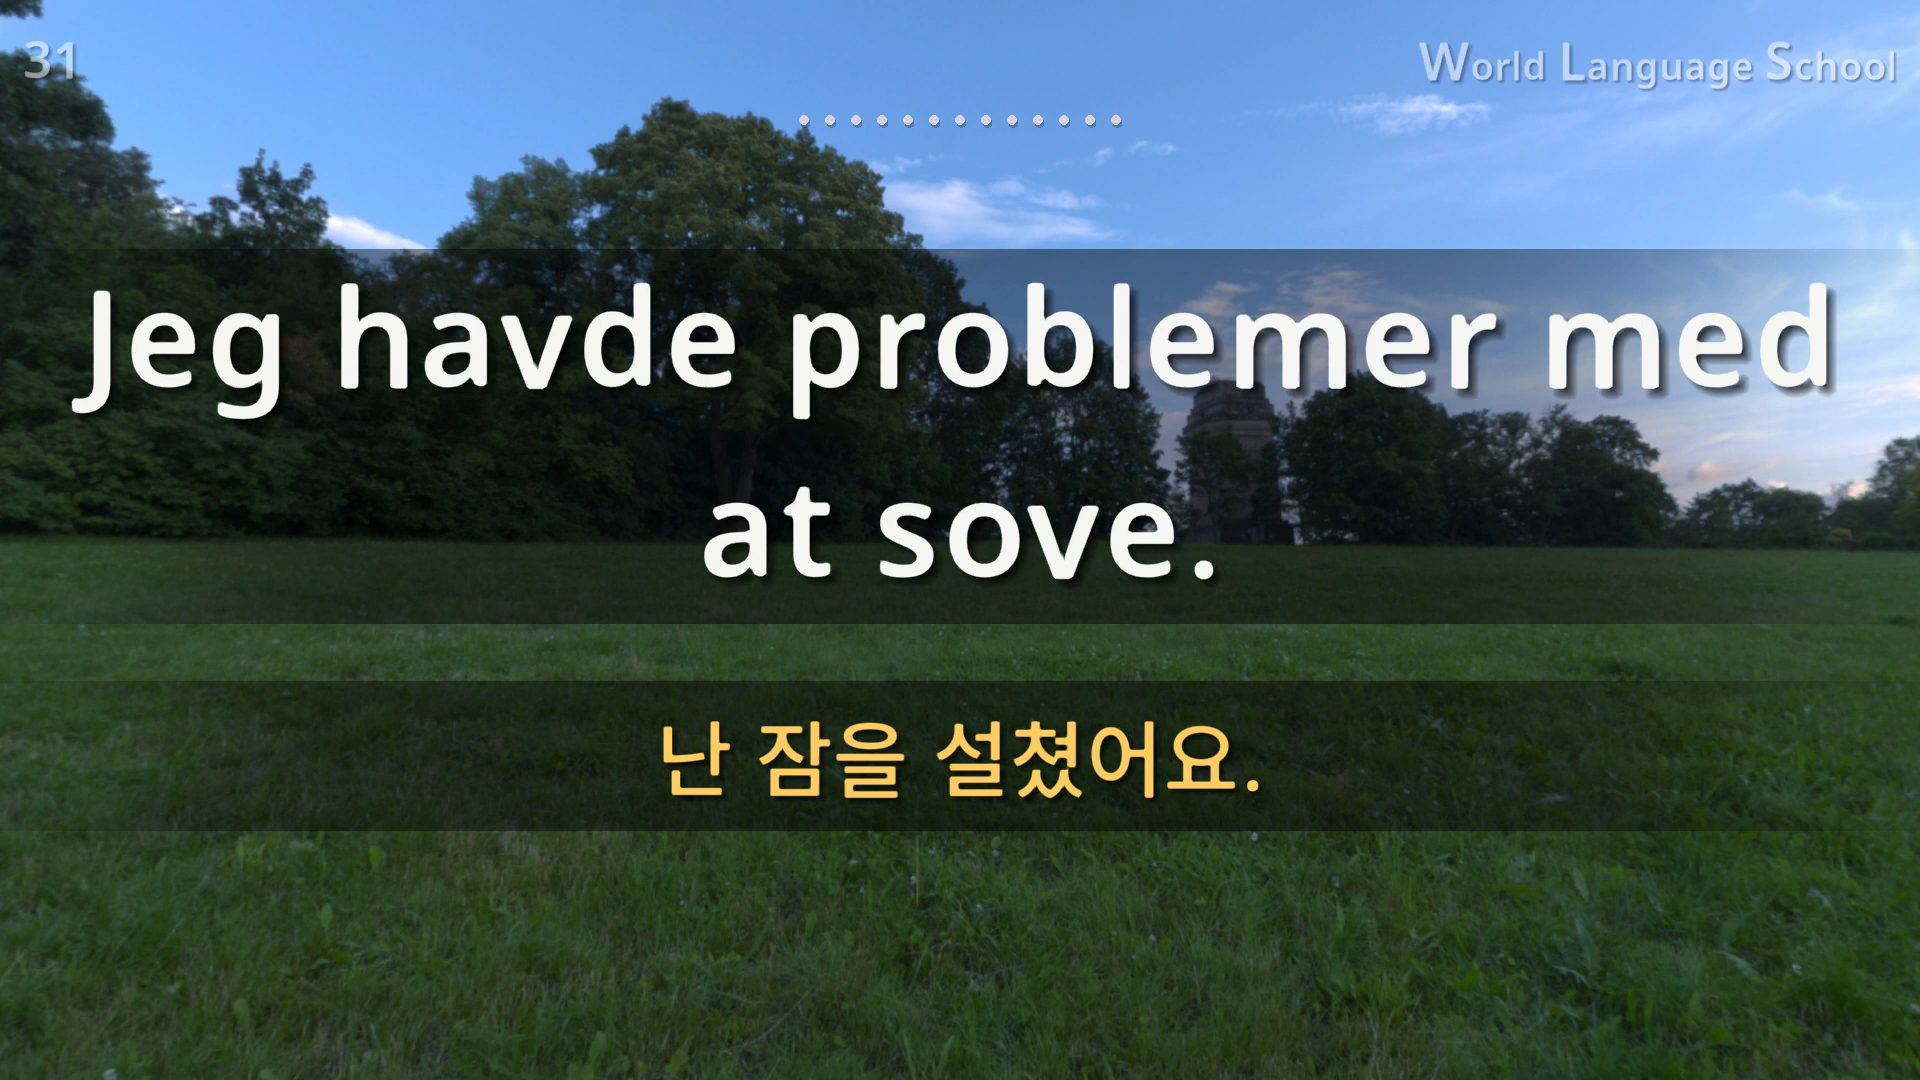 31
World Language School
Jeg havde problemer med
at sove.
난 잠을 설쳤어요.